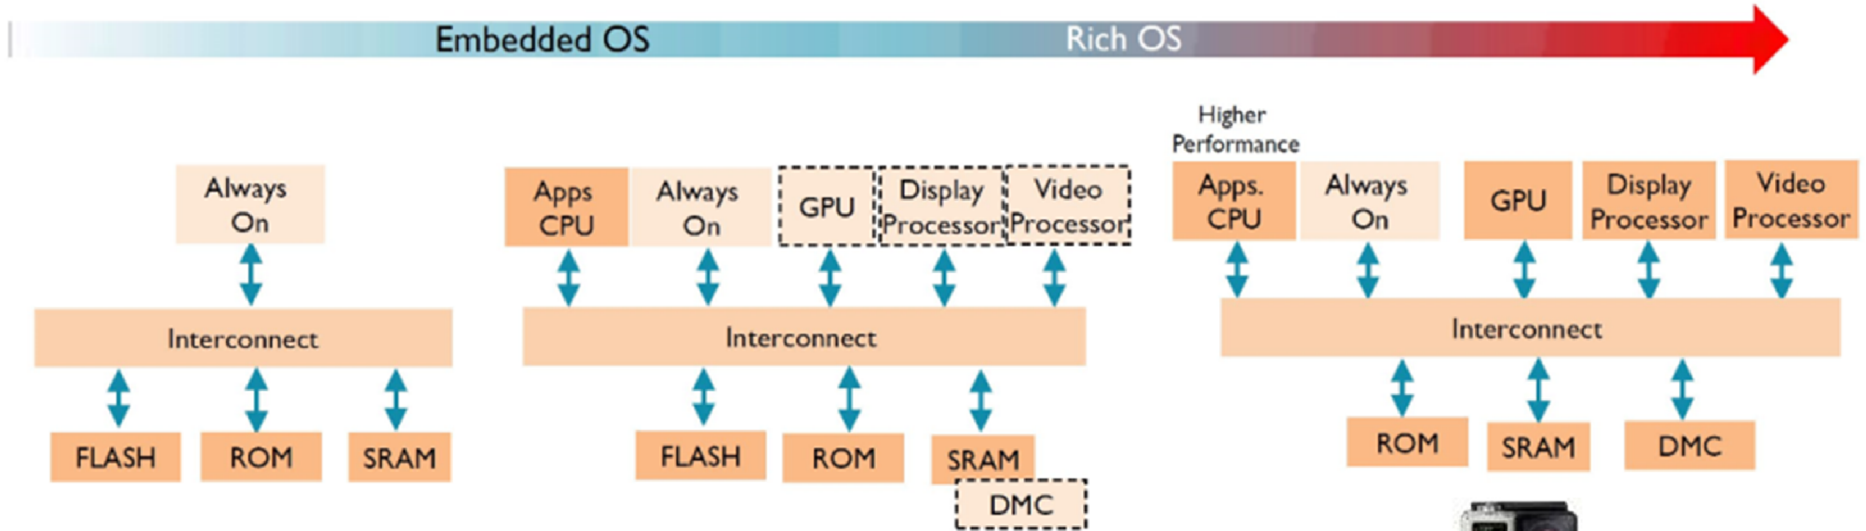 Embedded OS
Rich OS
Always
On
Interconnect
FLASH
ROM
SRAM
Apps
CPU
Always
On
GPU
Display
Processor
Video
Processor
Interconnect
FLASH
ROM
SRAM
DMC
Higher
Performance
Apps.
CPU
Always
On
GPU
Display
Processor
Video
Processor
Interconnect
ROM
SRAM
DMC